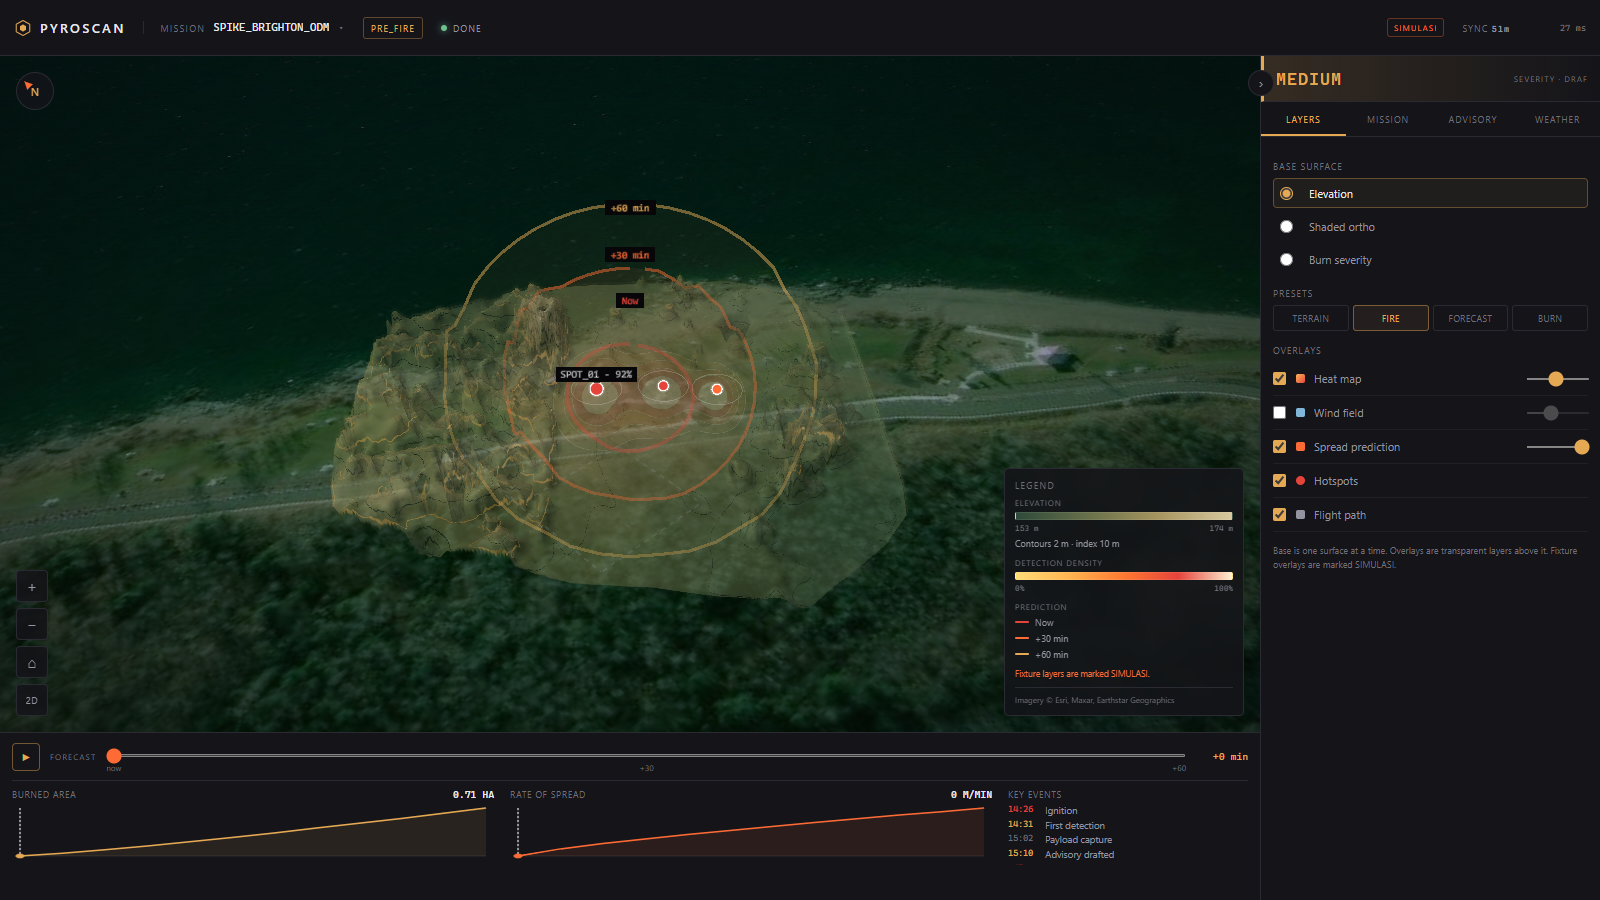 PYROSCAN
MISSION SPIKE_BRIGHTON_ODM
PRE_FIRE
DONE
SIMULASI
SYNC 51m
27 ms
N
+60 min
+30 min
Now
SPOT_01 - 92%
+
−
2D
LEGEND
ELEVATION
153 m 174 m
Contours 2 m · index 10 m
DETECTION DENSITY
0% 100%
PREDICTION
Now
+30 min
+60 min
Fixture layers are marked SIMULASI.
Imagery © Esri, Maxar, Earthstar Geographics
MEDIUM
SEVERITY · DRAF
LAYERS MISSION ADVISORY WEATHER
BASE SURFACE
Elevation
Shaded ortho
Burn severity
PRESETS
TERRAIN FIRE FORECAST BURN
OVERLAYS
Heat map
Wind field
Spread prediction
Hotspots
Flight path
Base is one surface at a time. Overlays are transparent layers above it. Fixture
overlays are marked SIMULASI.
FORECAST
now +30 +60
+0 min
BURNED AREA 0.71 HA
RATE OF SPREAD 0 M/MIN
KEY EVENTS
14:26 Ignition
14:31 First detection
15:02 Payload capture
15:10 Advisory drafted